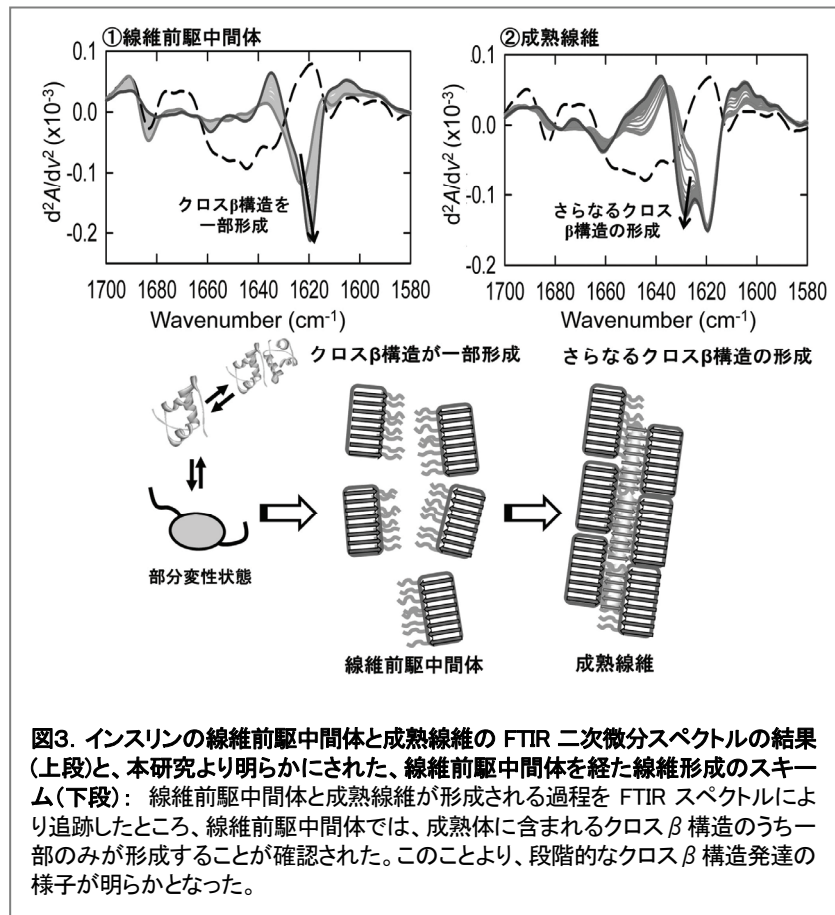 ①線維前駆中間体
0.1
0.0
-0.1
-0.2
d²A/dν² (x10⁻³)
クロスβ構造を
一部形成
1700 1680 1660 1640 1620 1600 1580
Wavenumber (cm⁻¹)
②成熟線維
0.1
0.0
-0.1
-0.2
d²A/dν² (x10⁻³)
さらなるクロス
β構造の形成
1700 1680 1660 1640 1620 1600 1580
Wavenumber (cm⁻¹)
クロスβ構造が一部形成
さらなるクロスβ構造の形成
部分変性状態
線維前駆中間体
成熟線維
図3. インスリンの線維前駆中間体と成熟線維の FTIR 二次微分スペクトルの結果
(上段)と、本研究より明らかにされた、線維前駆中間体を経た線維形成のスキー
ム(下段): 線維前駆中間体と成熟線維が形成される過程を FTIR スペクトルによ
り追跡したところ、線維前駆中間体では、成熟体に含まれるクロスβ構造のうち一
部のみが形成することが確認された。このことより、段階的なクロスβ構造発達の
様子が明らかとなった。